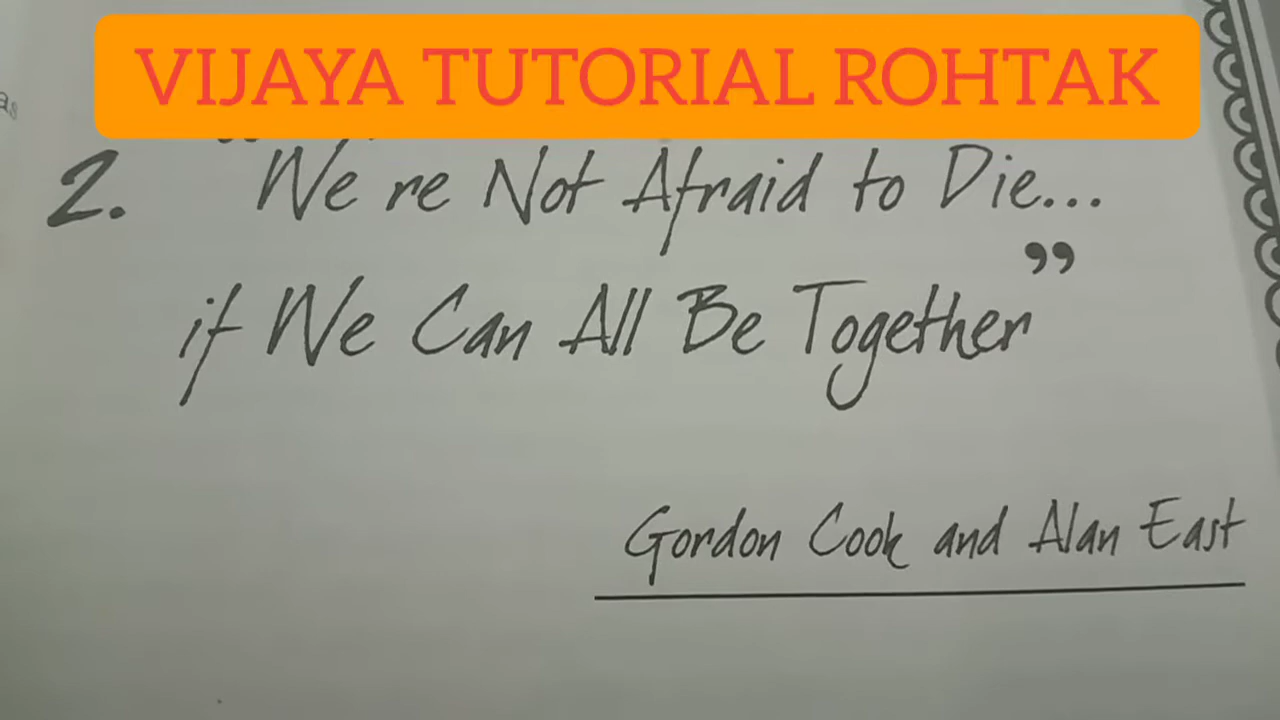 as
VIJAYA TUTORIAL ROHTAK
2. We re Not Afraid to Die...
if We Can All Be Together”
Gordon Cook and Alan East